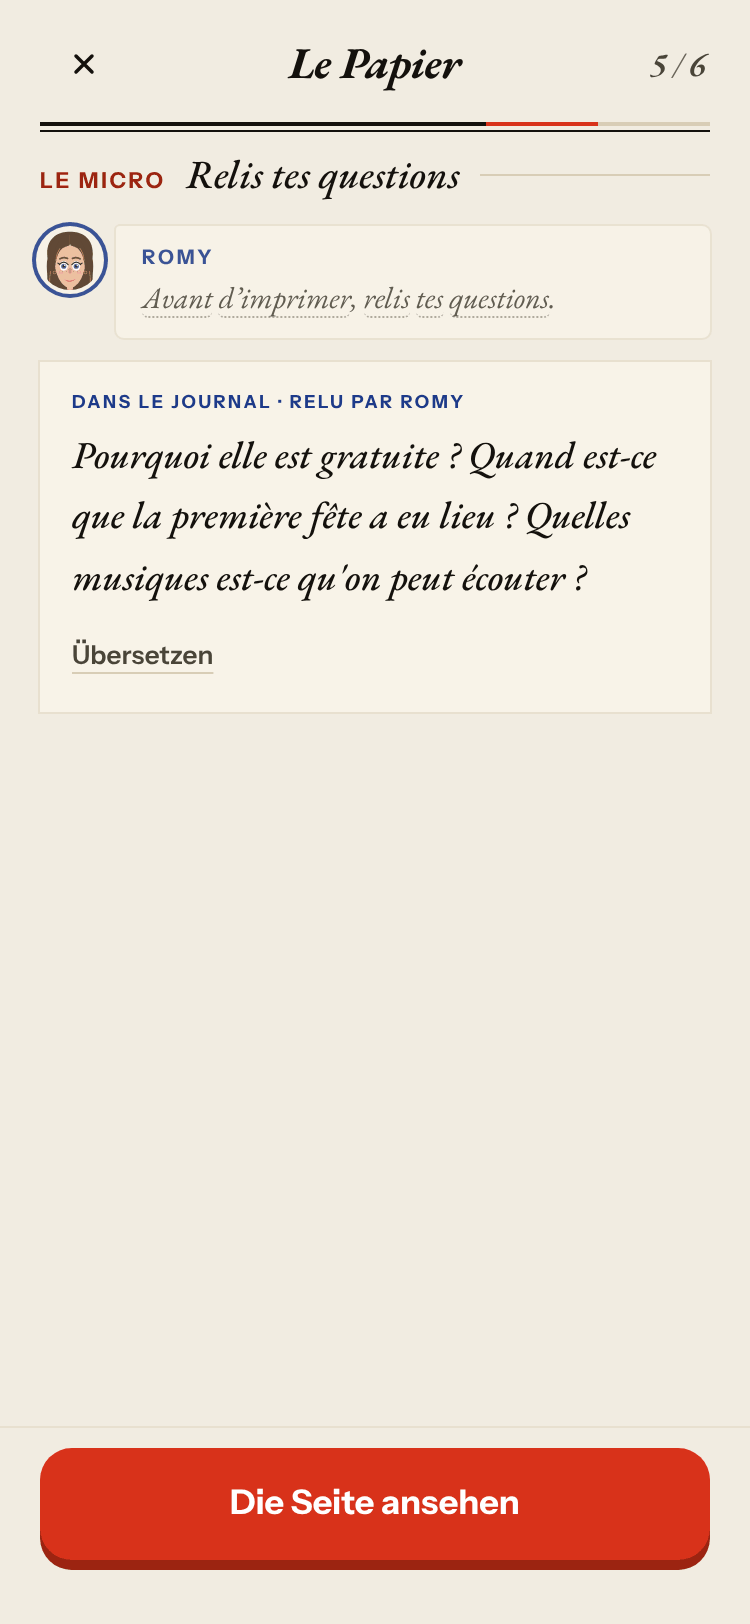 Le Papier
5 / 6
LE MICRO Relis tes questions
ROMY
Avant d’imprimer, relis tes questions.
DANS LE JOURNAL · RELU PAR ROMY
Pourquoi elle est gratuite ? Quand est-ce
que la première fête a eu lieu ? Quelles
musiques est-ce qu'on peut écouter ?
Übersetzen
Die Seite ansehen